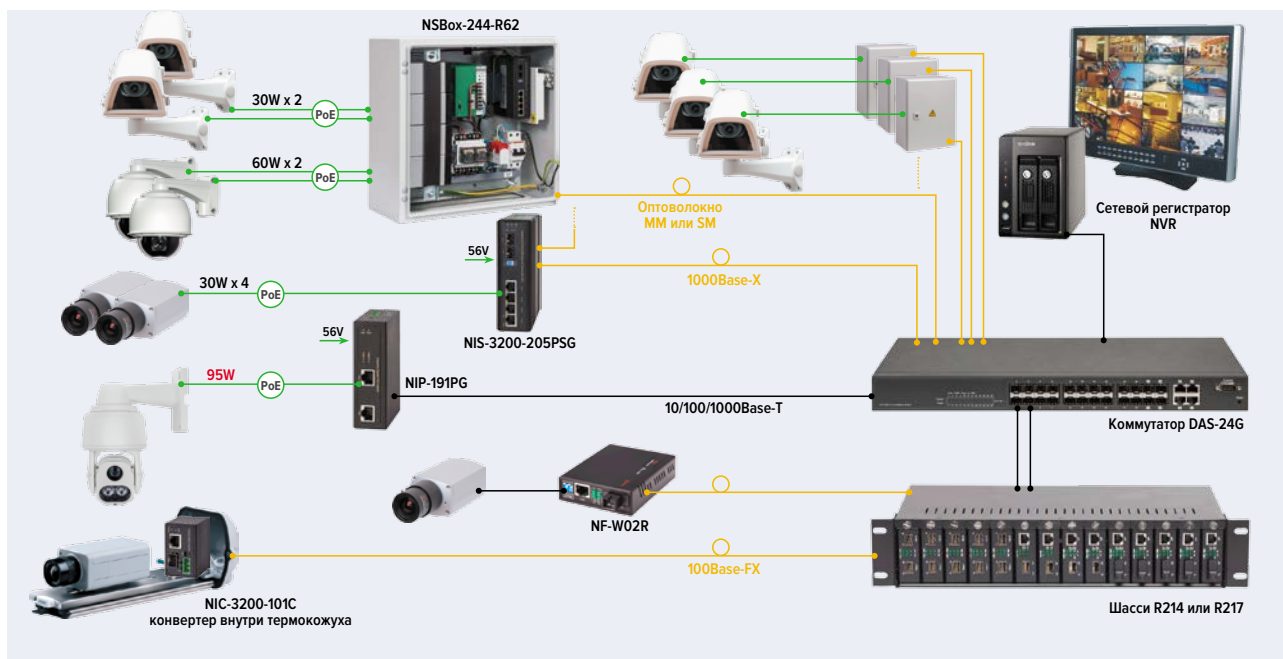 NSBox-244-R62
30W x 2
PoE
60W x 2
PoE
Оптоволокно
ММ или SM
Сетевой регистратор
NVR
56V
1000Base-X
30W x 4
PoE
NIS-3200-205PSG
56V
95W
PoE
NIP-191PG
10/100/1000Base-T
Коммутатор DAS-24G
NF-W02R
100Base-FX
NIC-3200-101C
конвертер внутри термокожуха
Шасси R214 или R217